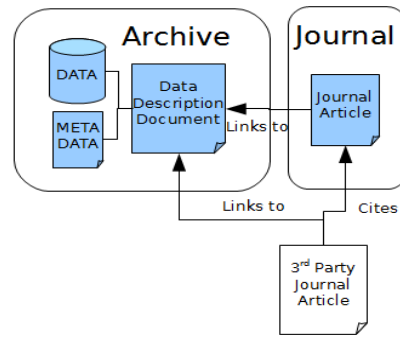 Archive
Journal
DATA
META
DATA
Data
Description
Document
Links to
Journal
Article
Links to
Cites
3rd Party
Journal
Article